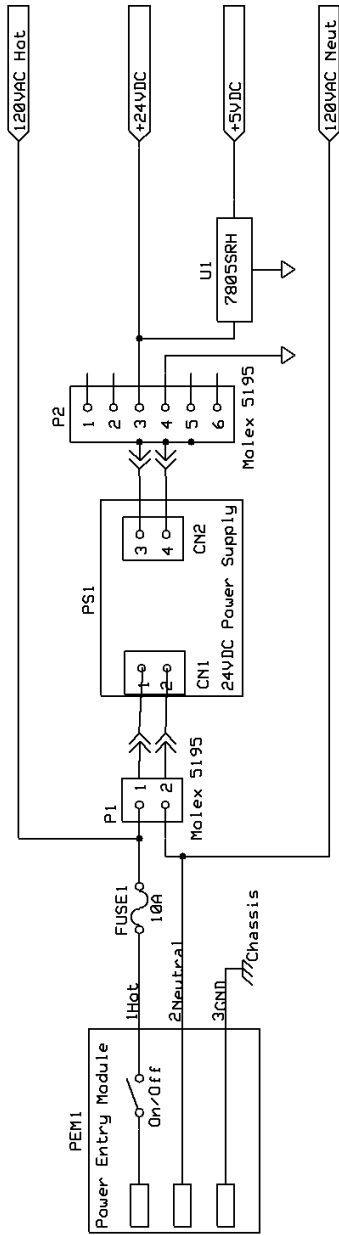 PEM1
Power Entry Module
On/Off
1Hot
2Neutral
3GND
Chassis
FUSE1
10A
P1
1
2
Molex 5195
PS1
1
2
CN1
3
4
CN2
24VDC Power Supply
P2
1
2
3
4
5
6
Molex 5195
U1
7805SRH
120VAC Hot
+24VDC
+5VDC
120VAC Neut